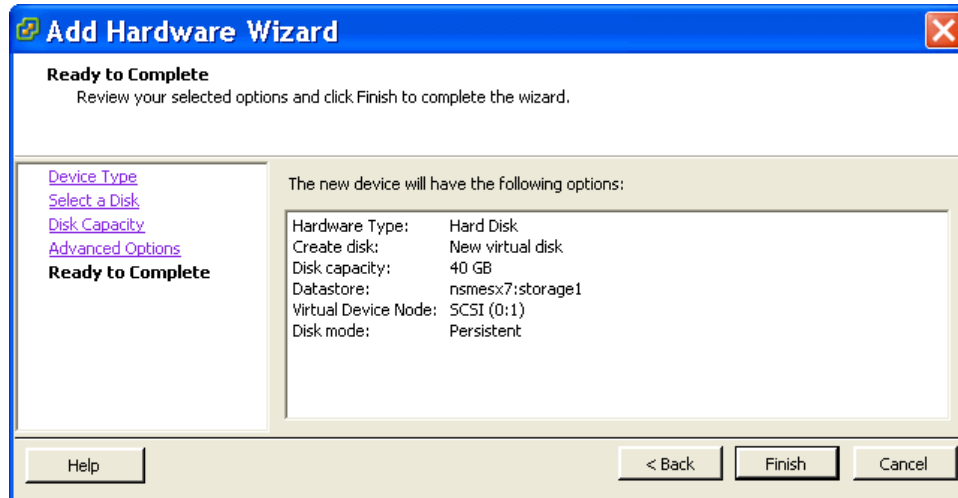 Add Hardware Wizard
Ready to Complete
Review your selected options and click Finish to complete the wizard.
Device Type
Select a Disk
Disk Capacity
Advanced Options
Ready to Complete
The new device will have the following options:
Hardware Type: Hard Disk
Create disk: New virtual disk
Disk capacity: 40 GB
Datastore: nsmesx7:storage1
Virtual Device Node: SCSI (0:1)
Disk mode: Persistent
Help < Back Finish Cancel